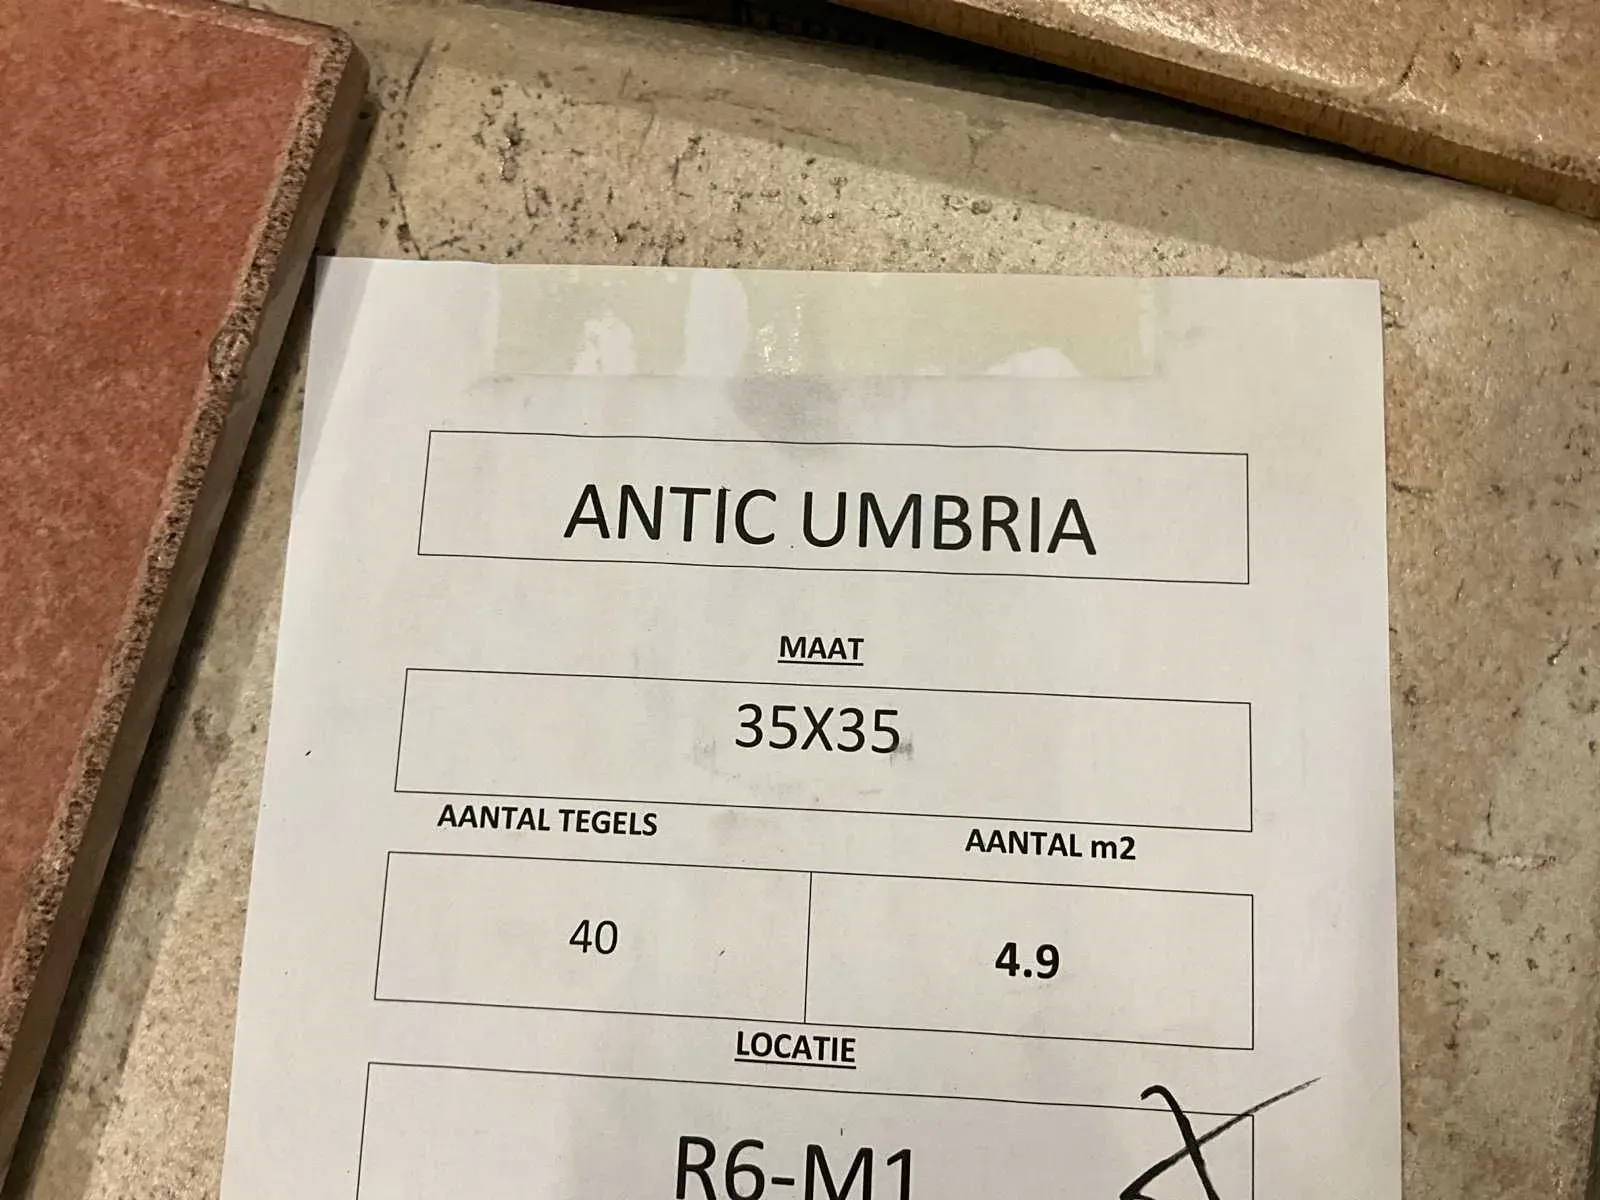 ANTIC UMBRIA
MAAT
35X35
AANTAL TEGELS AANTAL m2
40 4.9
LOCATIE
R6-M1